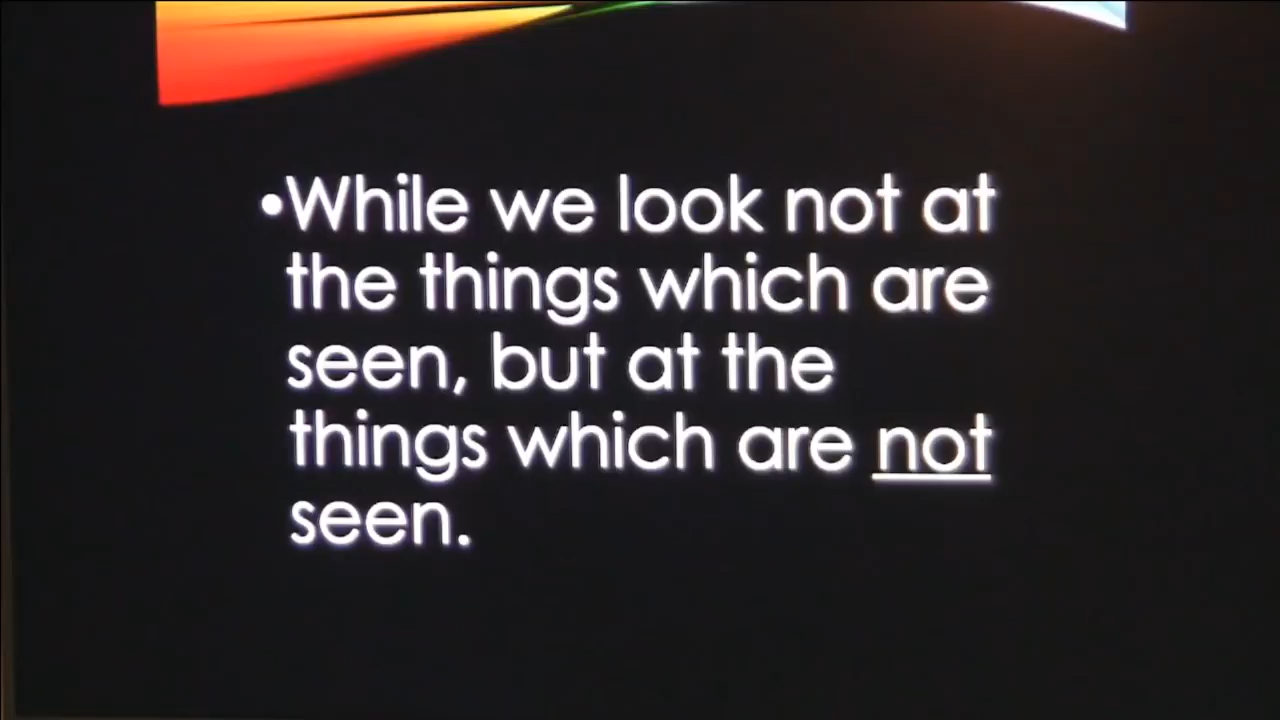 •While we look not at
the things which are
seen, but at the
things which are not
seen.